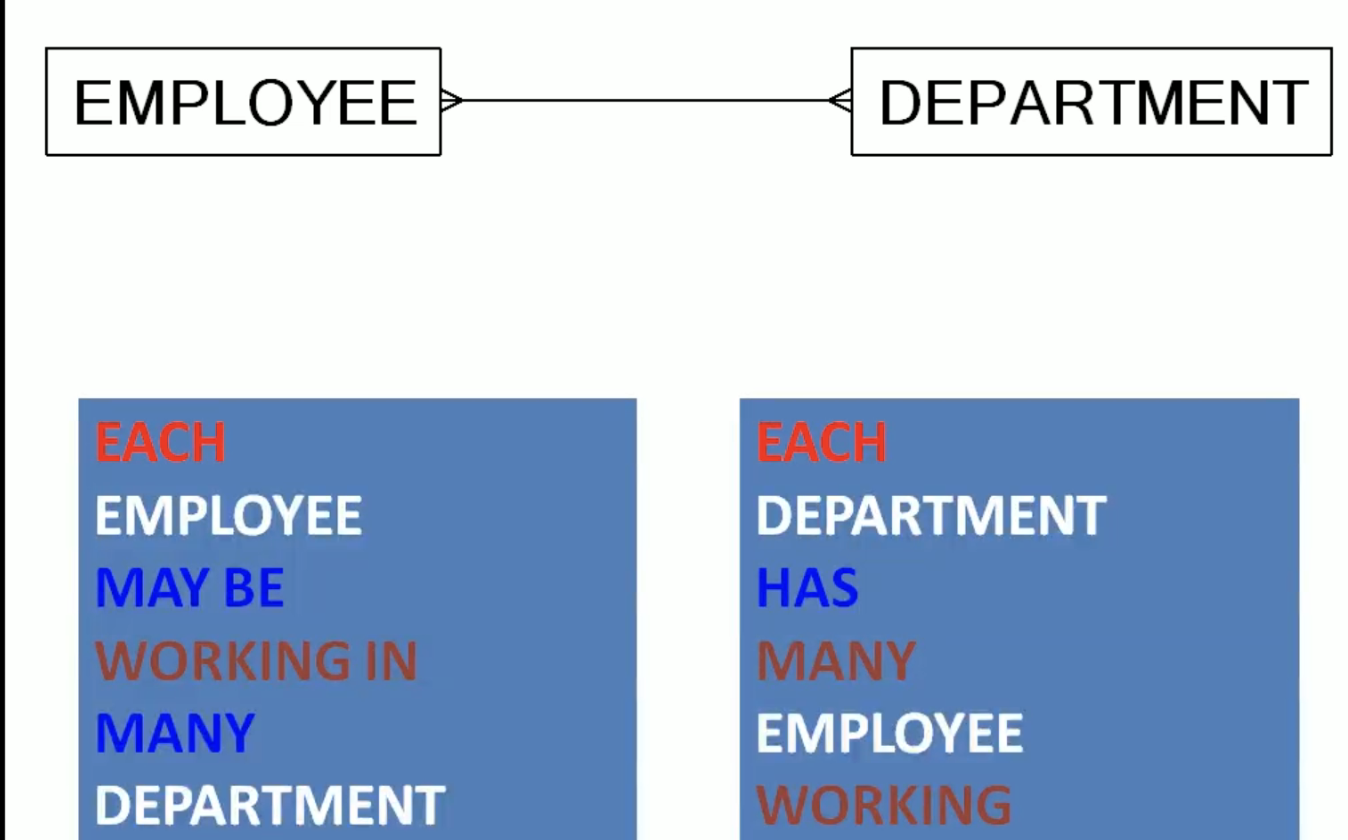 EMPLOYEE
DEPARTMENT
EACH
EMPLOYEE
MAY BE
WORKING IN
MANY
DEPARTMENT
EACH
DEPARTMENT
HAS
MANY
EMPLOYEE
WORKING